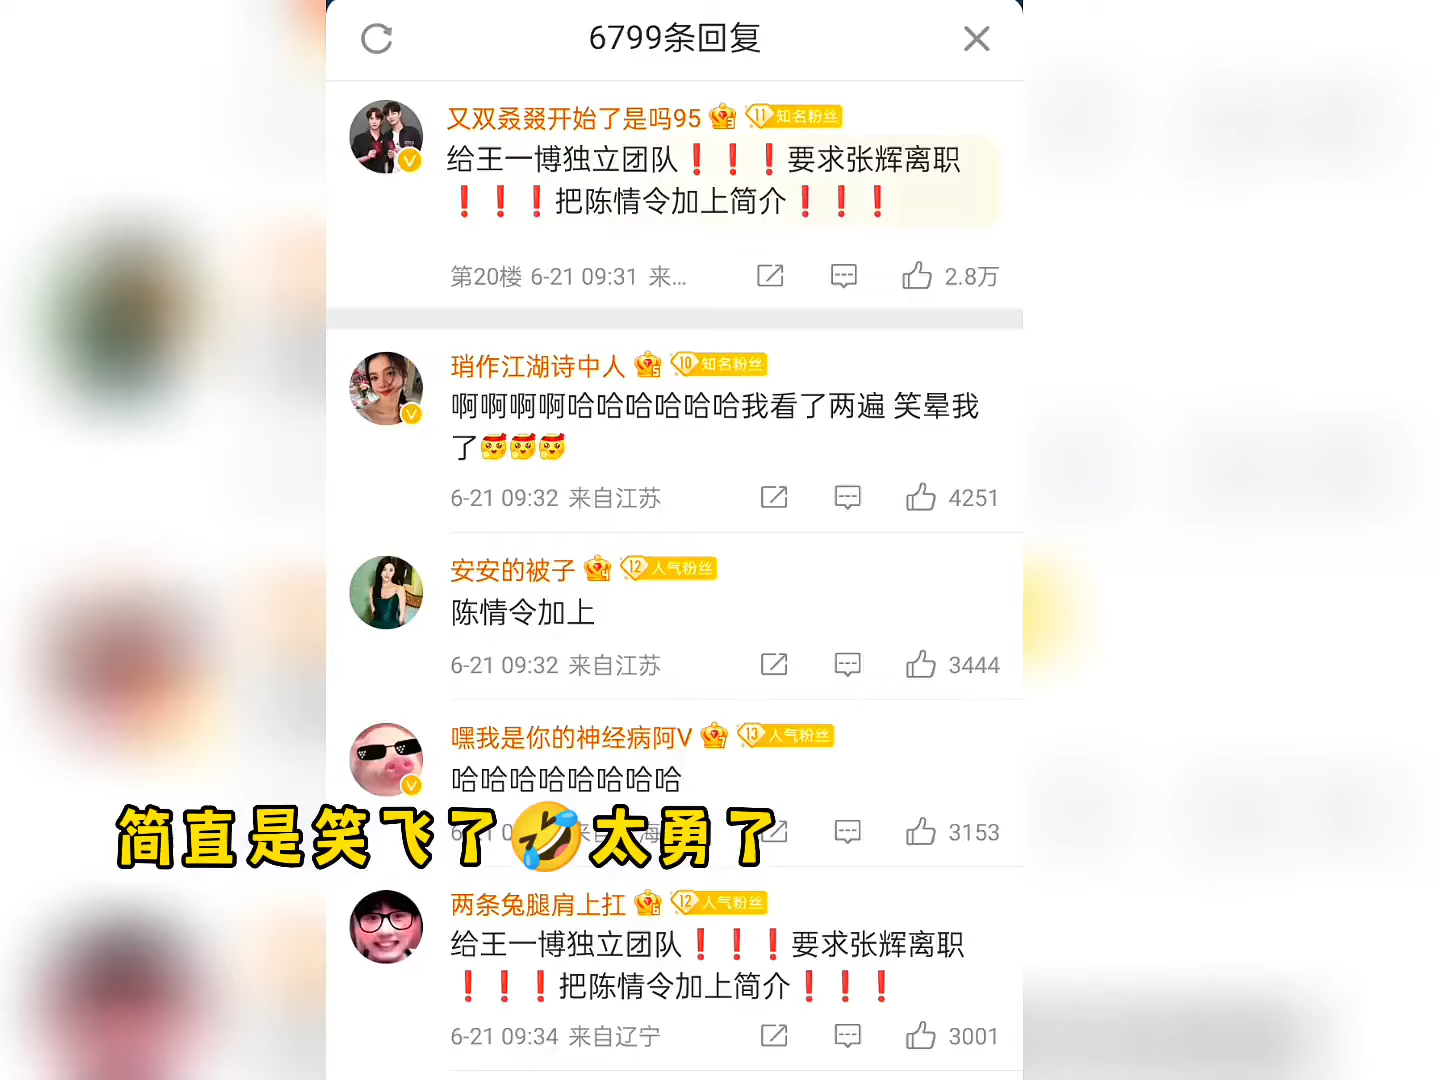 6799条回复
又双叒叕开始了是吗95 11 知名粉丝
给王一博独立团队❗❗❗要求张辉离职
❗❗❗把陈情令加上简介❗❗❗
第20楼 6-21 09:31 来... 2.8万
琑作江湖诗中人 10 知名粉丝
啊啊啊啊哈哈哈哈哈哈我看了两遍 笑晕我
了🥳🥳🥳
6-21 09:32 来自江苏 4251
安安的被子 12 人气粉丝
陈情令加上
6-21 09:32 来自江苏 3444
嘿我是你的神经病阿V 13 人气粉丝
哈哈哈哈哈哈哈哈
简直是笑飞了🤣太勇了
3153
两条兔腿肩上扛 12 人气粉丝
给王一博独立团队❗❗❗要求张辉离职
❗❗❗把陈情令加上简介❗❗❗
6-21 09:34 来自辽宁 3001